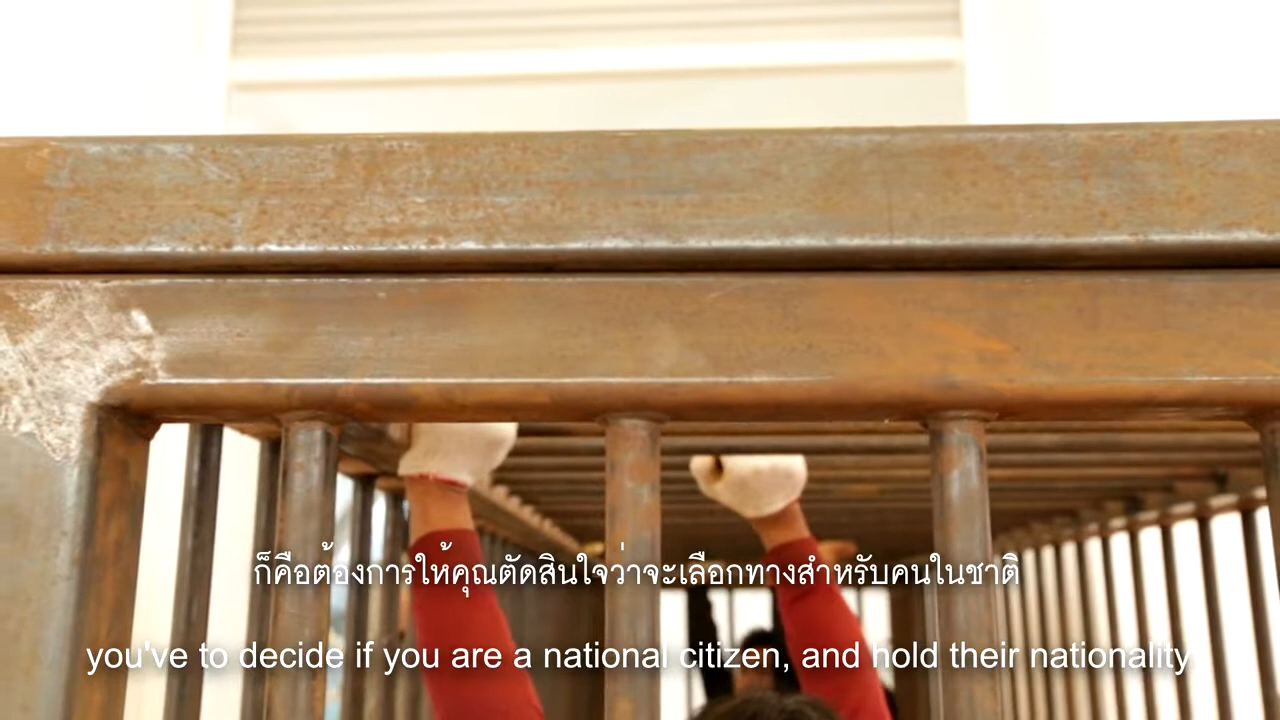 ก็คือต้องการให้คุณตัดสินใจว่าจะเลือกทางสำหรับคนในชาติ
you've to decide if you are a national citizen, and hold their nationality